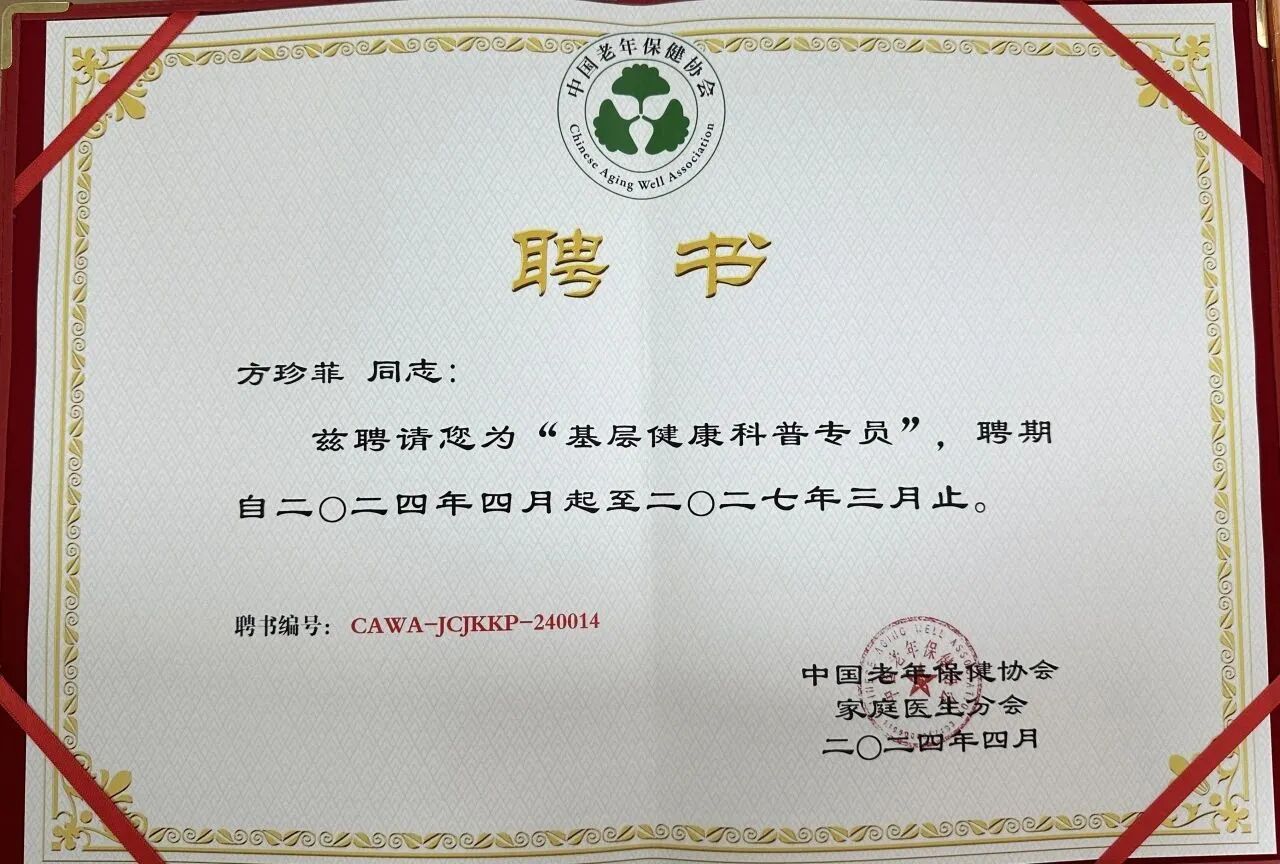 中国老年保健协会
Chinese Aging Well Association
聘书
方珍菲 同志：
兹聘请您为“基层健康科普专员”，聘期
自二〇二四年四月起至二〇二七年三月止。
聘书编号： CAWA-JCJKKP-240014
中国老年保健协会
家庭医生分会
二〇二四年四月